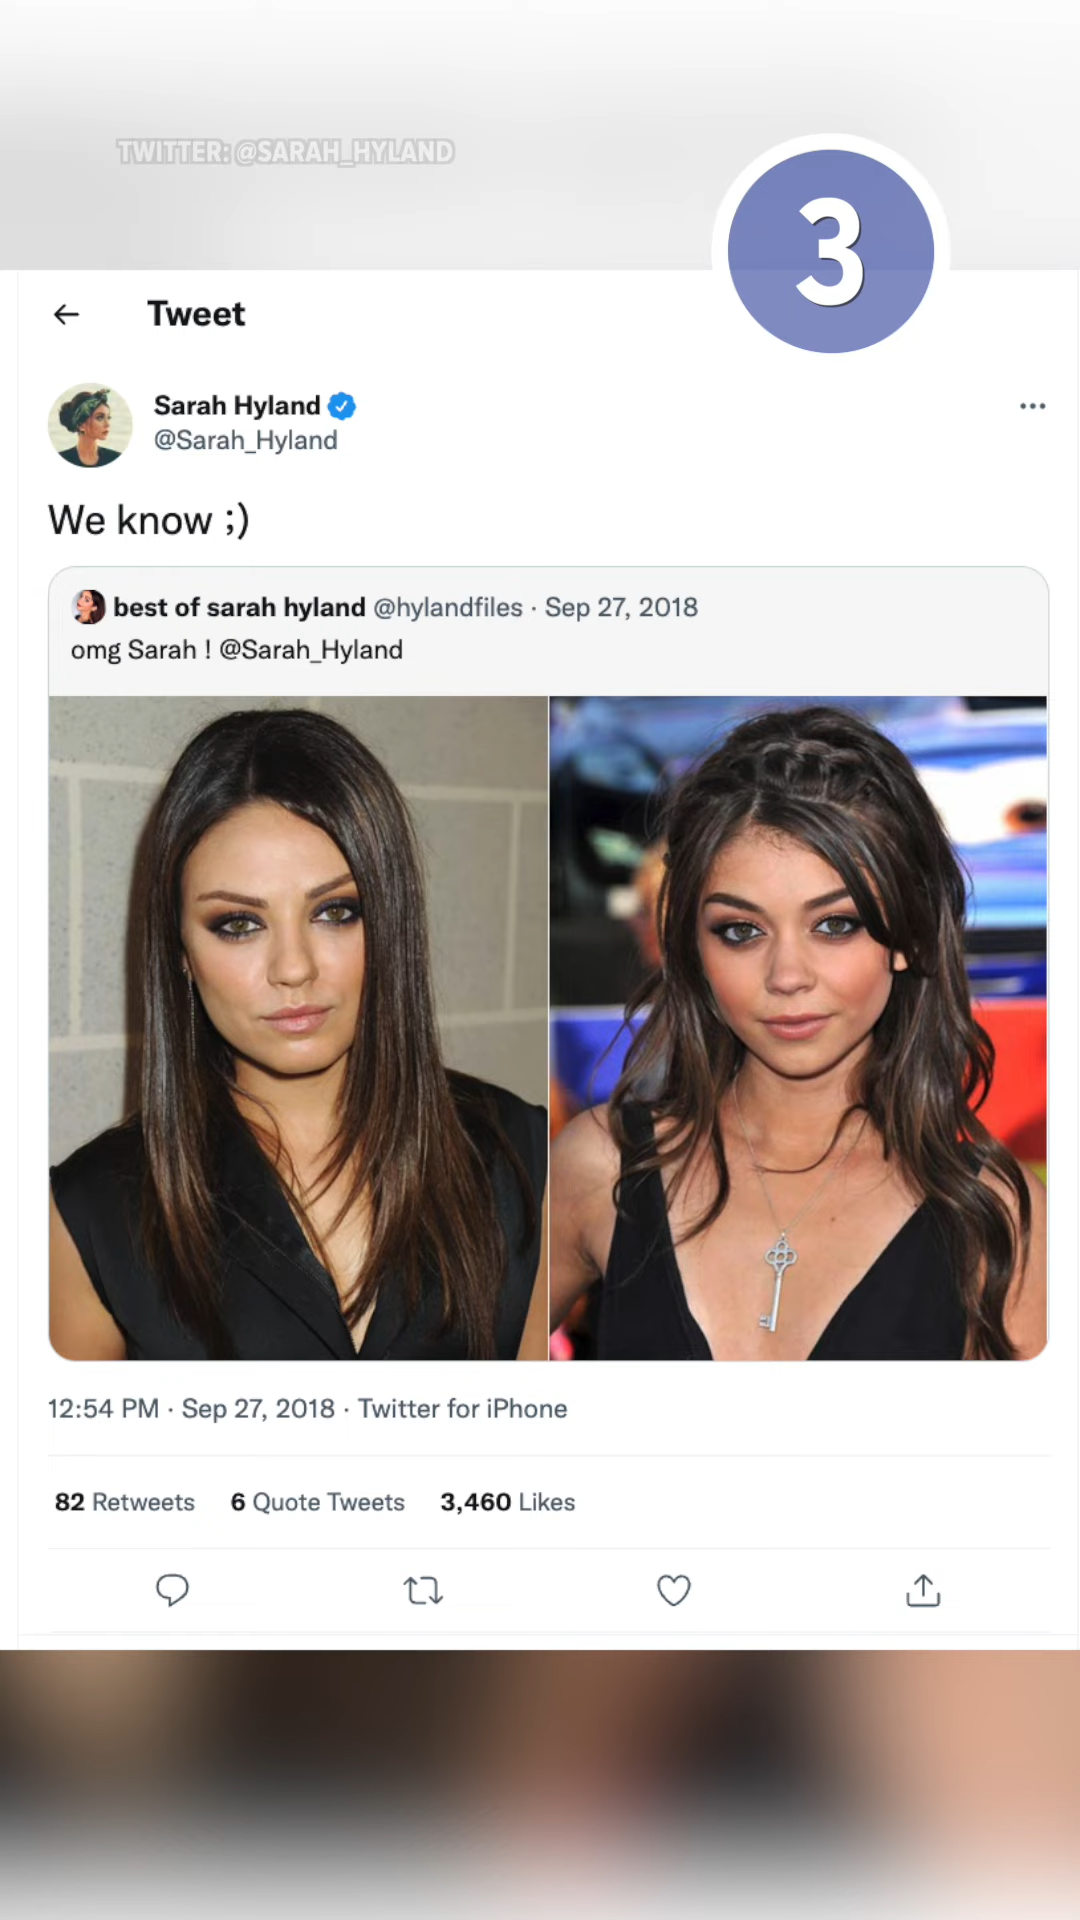 TWITTER: @SARAH_HYLAND
3
Tweet
Sarah Hyland
@Sarah_Hyland
We know ;)
best of sarah hyland @hylandfiles · Sep 27, 2018
omg Sarah ! @Sarah_Hyland
12:54 PM · Sep 27, 2018 · Twitter for iPhone
82 Retweets 6 Quote Tweets 3,460 Likes